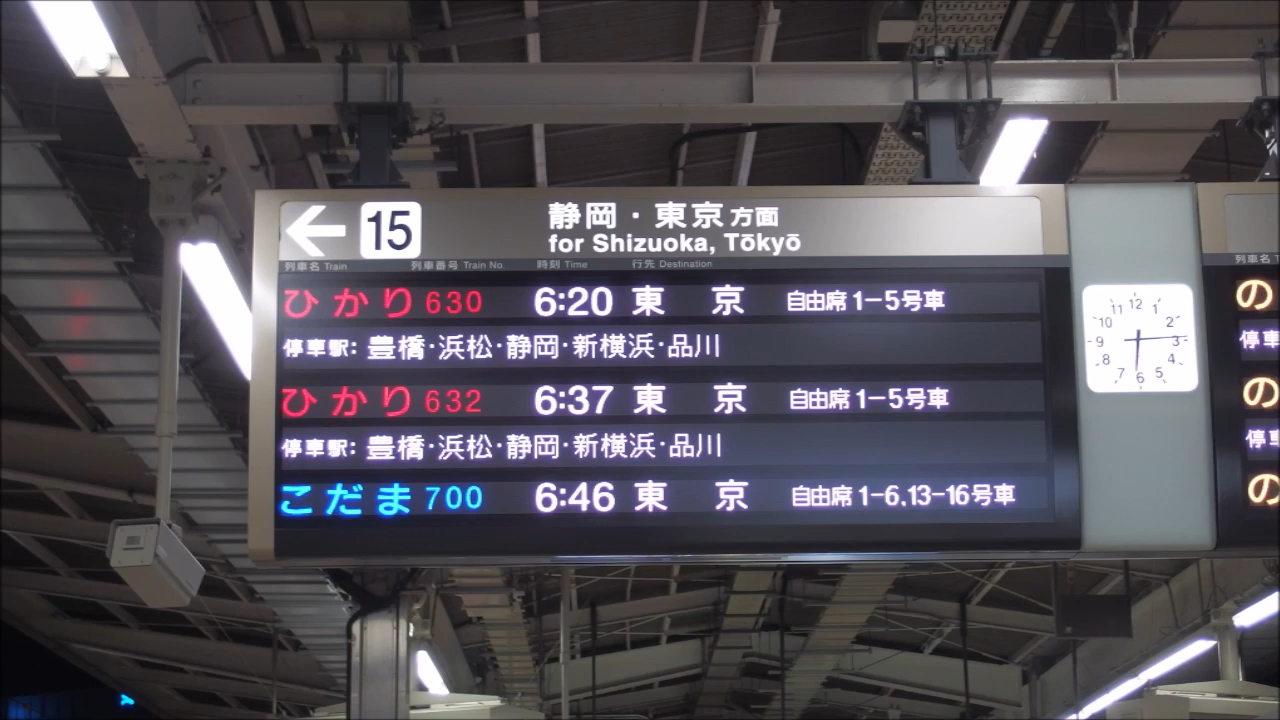 15
静岡・東京方面
for Shizuoka, Tōkyō
列車名 Train 列車番号 Train No. 時刻 Time 行先 Destination
ひかり 630 6:20 東京 自由席 1-5号車
停車駅: 豊橋・浜松・静岡・新横浜・品川
ひかり 632 6:37 東京 自由席 1-5号車
停車駅: 豊橋・浜松・静岡・新横浜・品川
こだま 700 6:46 東京 自由席 1-6.13-16号車
12 1 2 3 4 5 6 7 8 9 10 11
列車名 T
の
停車
の
停車
の